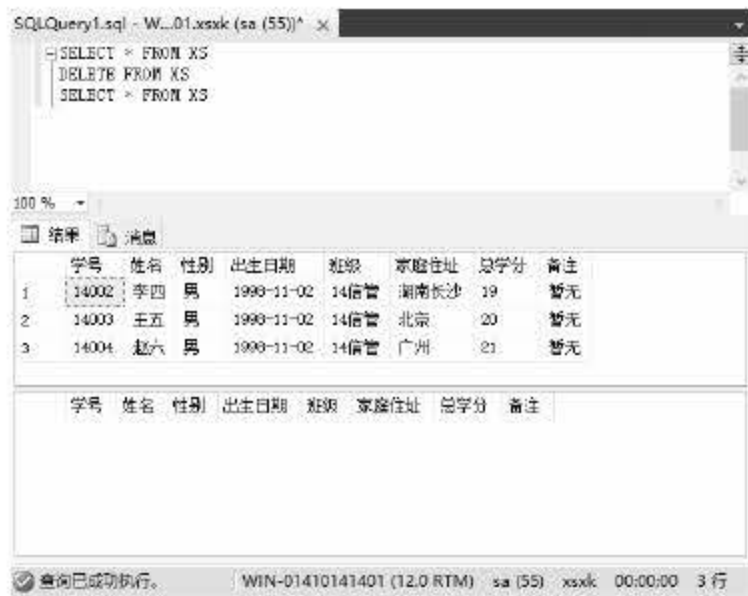 SQLQuery1.sql - W...01.xsxk (sa (55))* ×
SELECT * FROM XS
DELETE FROM XS
SELECT * FROM XS
100 %
结果 消息
学号 姓名 性别 出生日期 班级 家庭住址 总学分 备注
1 14002 李四 男 1998-11-02 14信管 湖南长沙 19 暂无
2 14003 王五 男 1998-11-02 14信管 北京 20 暂无
3 14004 赵六 男 1998-11-02 14信管 广州 21 暂无
学号 姓名 性别 出生日期 班级 家庭住址 总学分 备注
查询已成功执行。 WIN-01410141401 (12.0 RTM) sa (55) xsxk 00:00:00 3 行